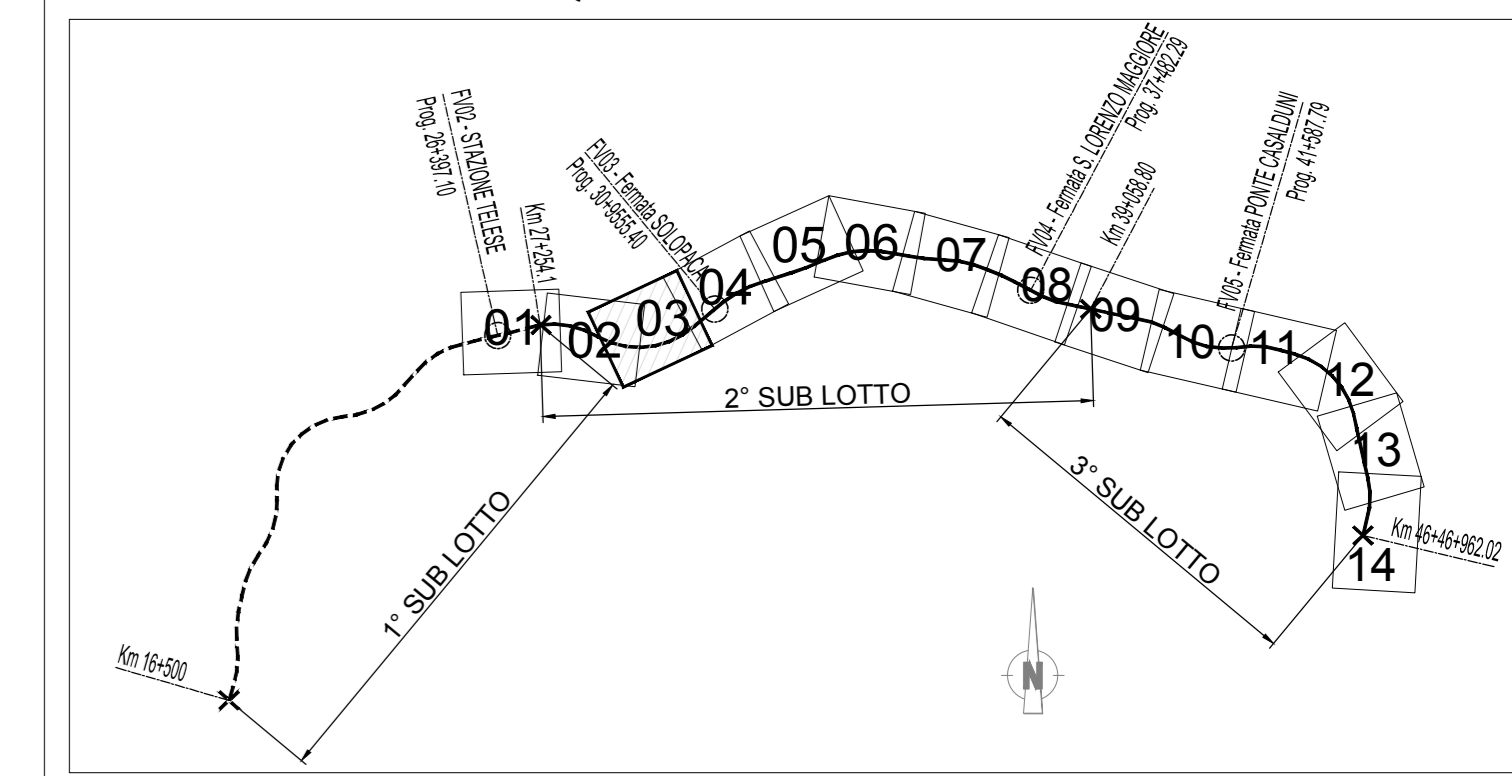 FV02 - STAZIONE TELESE
Prog. 26+397.10
Km 27+254.1
FV03 - Fermata SOLOPACA
Prog. 30+9555.40
FV04 - Fermata S. LORENZO MAGGIORE
Prog. 37+482.29
Km 39+058.80
FV05 - Fermata PONTE CASALDUNI
Prog. 41+587.79
01
02
03
04
05
06
07
08
09
10
11
12
13
14
2° SUB LOTTO
1° SUB LOTTO
3° SUB LOTTO
Km 46+46+962.02
Km 16+500
N